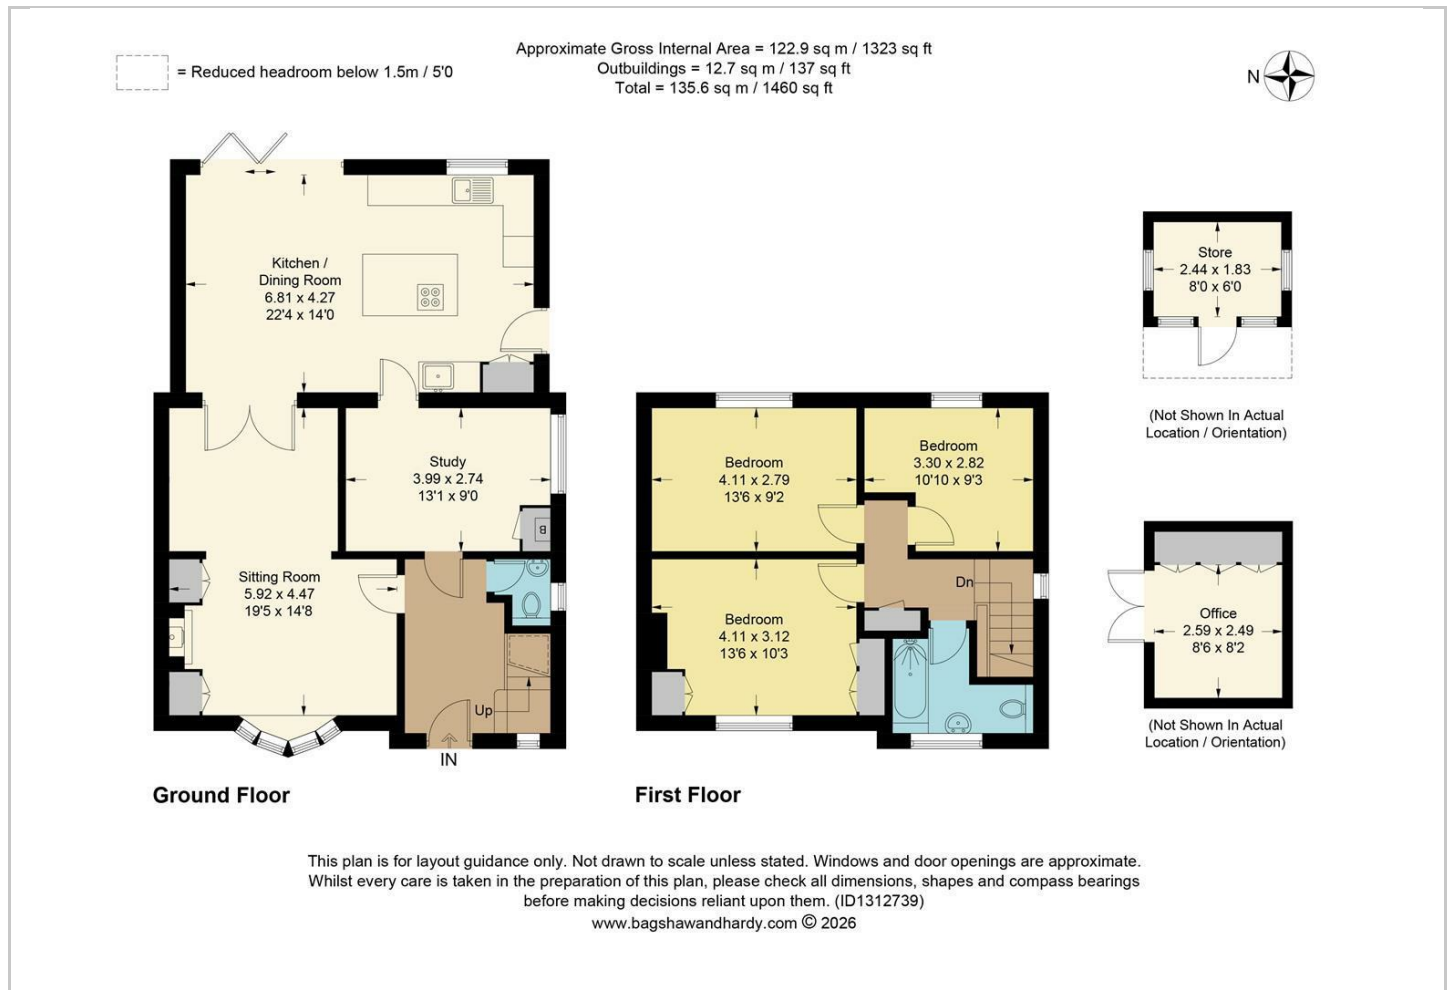 Approximate Gross Internal Area = 122.9 sq m / 1323 sq ft
Outbuildings = 12.7 sq m / 137 sq ft
Total = 135.6 sq m / 1460 sq ft
= Reduced headroom below 1.5m / 5'0
N
Kitchen /
Dining Room
6.81 x 4.27
22'4 x 14'0
Study
3.99 x 2.74
13'1 x 9'0
B
Sitting Room
5.92 x 4.47
19'5 x 14'8
Up
IN
Ground Floor
Bedroom
4.11 x 2.79
13'6 x 9'2
Bedroom
3.30 x 2.82
10'10 x 9'3
Bedroom
4.11 x 3.12
13'6 x 10'3
Dn
First Floor
Store
2.44 x 1.83
8'0 x 6'0
(Not Shown In Actual
Location / Orientation)
Office
2.59 x 2.49
8'6 x 8'2
(Not Shown In Actual
Location / Orientation)
This plan is for layout guidance only. Not drawn to scale unless stated. Windows and door openings are approximate.
Whilst every care is taken in the preparation of this plan, please check all dimensions, shapes and compass bearings
before making decisions reliant upon them. (ID1312739)
www.bagshawandhardy.com © 2026